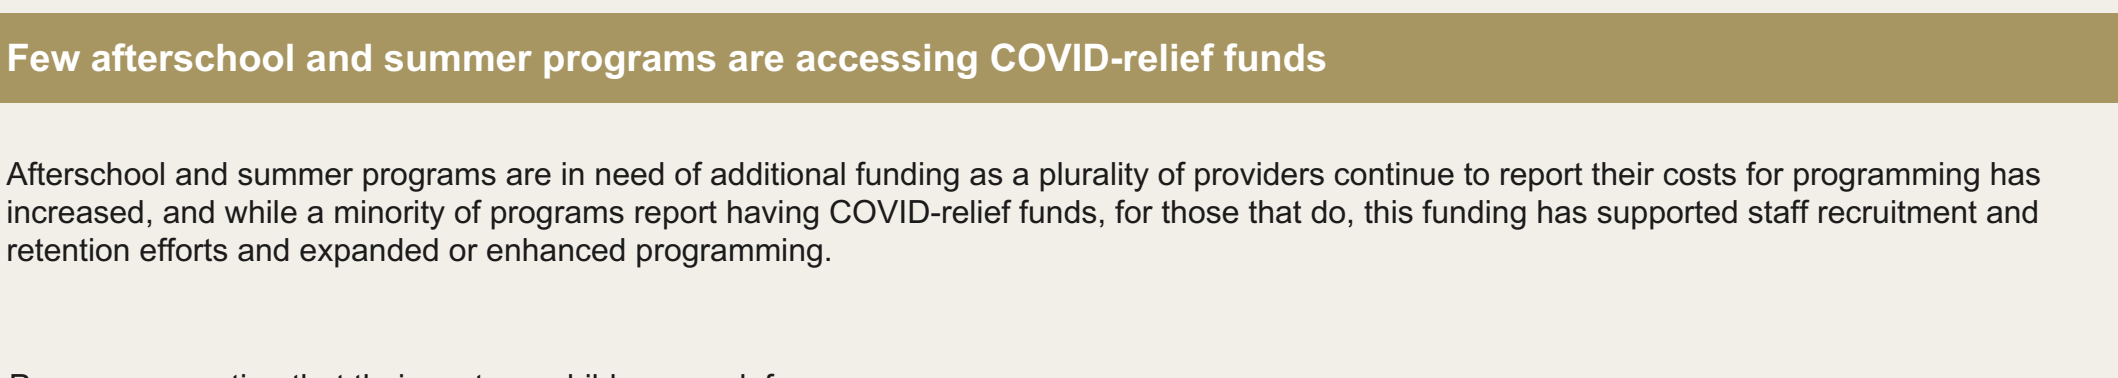 Few afterschool and summer programs are accessing COVID-relief funds
Afterschool and summer programs are in need of additional funding as a plurality of providers continue to report their costs for programming has
increased, and while a minority of programs report having COVID-relief funds, for those that do, this funding has supported staff recruitment and
retention efforts and expanded or enhanced programming.